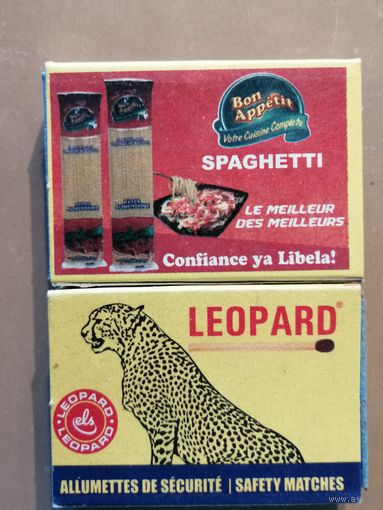 Bon
Appétit
Votre Cuisine Complete
SPAGHETTI
LE MEILLEUR
DES MEILLEURS
Confiance ya Libela!
LEOPARD®
LEOPARD
els
LEOPARD
ALLUMETTES DE SÉCURITÉ | SAFETY MATCHES